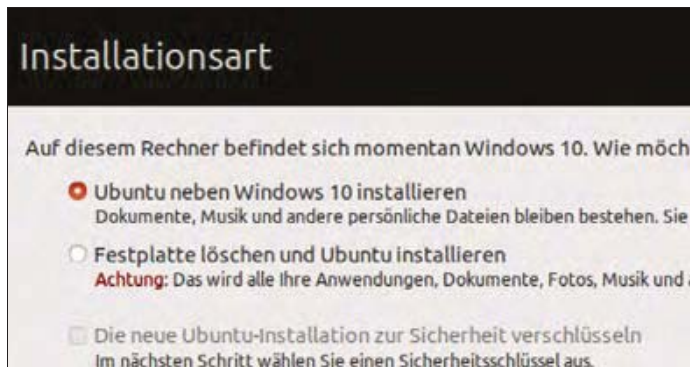 Installationsart
Auf diesem Rechner befindet sich momentan Windows 10. Wie möch
Ubuntu neben Windows 10 installieren
Dokumente, Musik und andere persönliche Dateien bleiben bestehen. Sie
Festplatte löschen und Ubuntu installieren
Achtung: Das wird alle Ihre Anwendungen, Dokumente, Fotos, Musik und
Die neue Ubuntu-Installation zur Sicherheit verschlüsseln
Im nächsten Schritt wählen Sie einen Sicherheitsschlüssel aus.